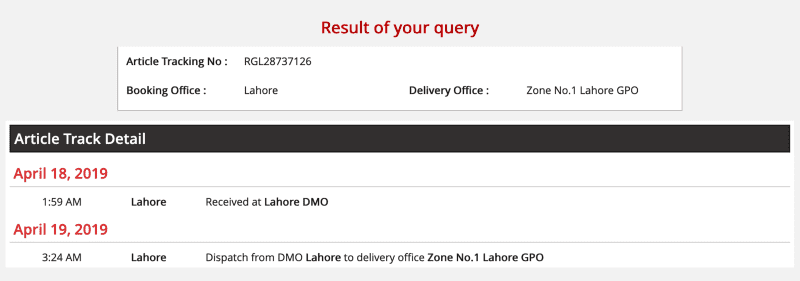 Result of your query
Article Tracking No : RGL28737126
Booking Office : Lahore Delivery Office : Zone No.1 Lahore GPO
Article Track Detail
April 18, 2019
1:59 AM Lahore Received at Lahore DMO
April 19, 2019
3:24 AM Lahore Dispatch from DMO Lahore to delivery office Zone No.1 Lahore GPO